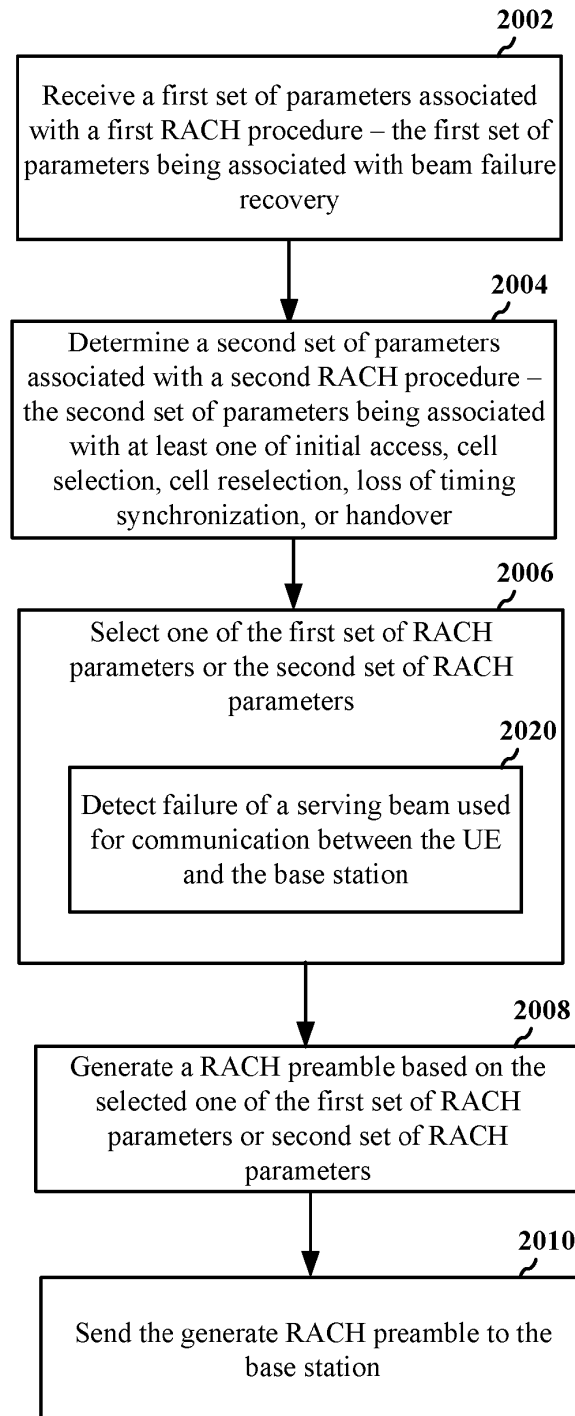 2002
Receive a first set of parameters associated
with a first RACH procedure – the first set of
parameters being associated with beam failure
recovery
2004
Determine a second set of parameters
associated with a second RACH procedure –
the second set of parameters being associated
with at least one of initial access, cell
selection, cell reselection, loss of timing
synchronization, or handover
2006
Select one of the first set of RACH
parameters or the second set of RACH
parameters
2020
Detect failure of a serving beam used
for communication between the UE
and the base station
2008
Generate a RACH preamble based on the
selected one of the first set of RACH
parameters or second set of RACH
parameters
2010
Send the generate RACH preamble to the
base station